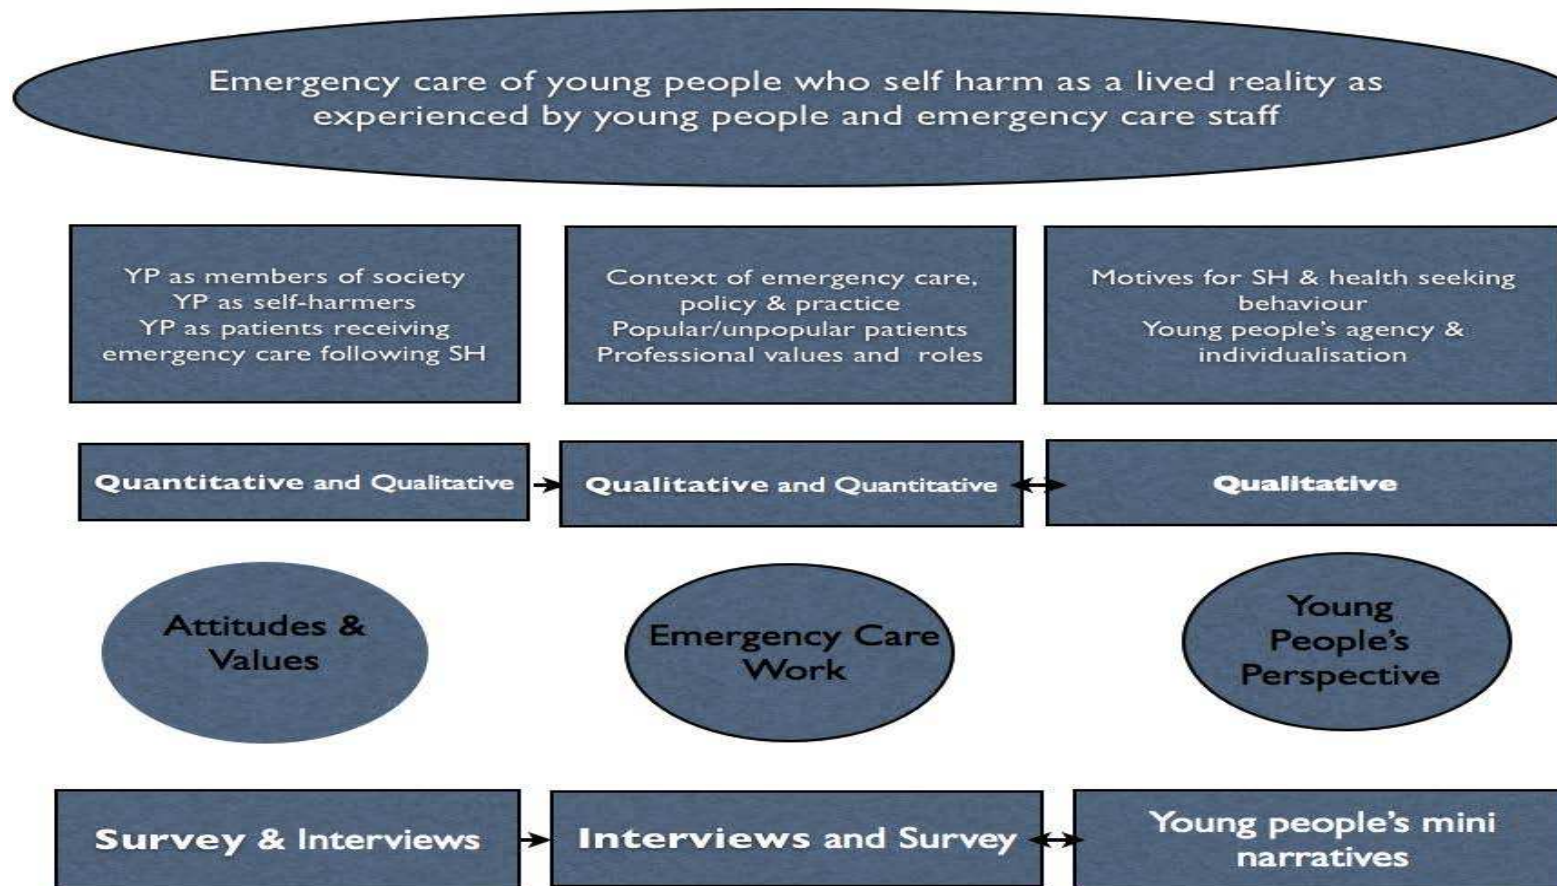 Emergency care of young people who self harm as a lived reality as
experienced by young people and emergency care staff
YP as members of society
YP as self-harmers
YP as patients receiving
emergency care following SH
Context of emergency care,
policy & practice
Popular/unpopular patients
Professional values and roles
Motives for SH & health seeking
behaviour
Young people's agency &
individualisation
Quantitative and Qualitative
Qualitative and Quantitative
Qualitative
Attitudes &
Values
Emergency Care
Work
Young
People's
Perspective
Survey & Interviews
Interviews and Survey
Young people's mini
narratives